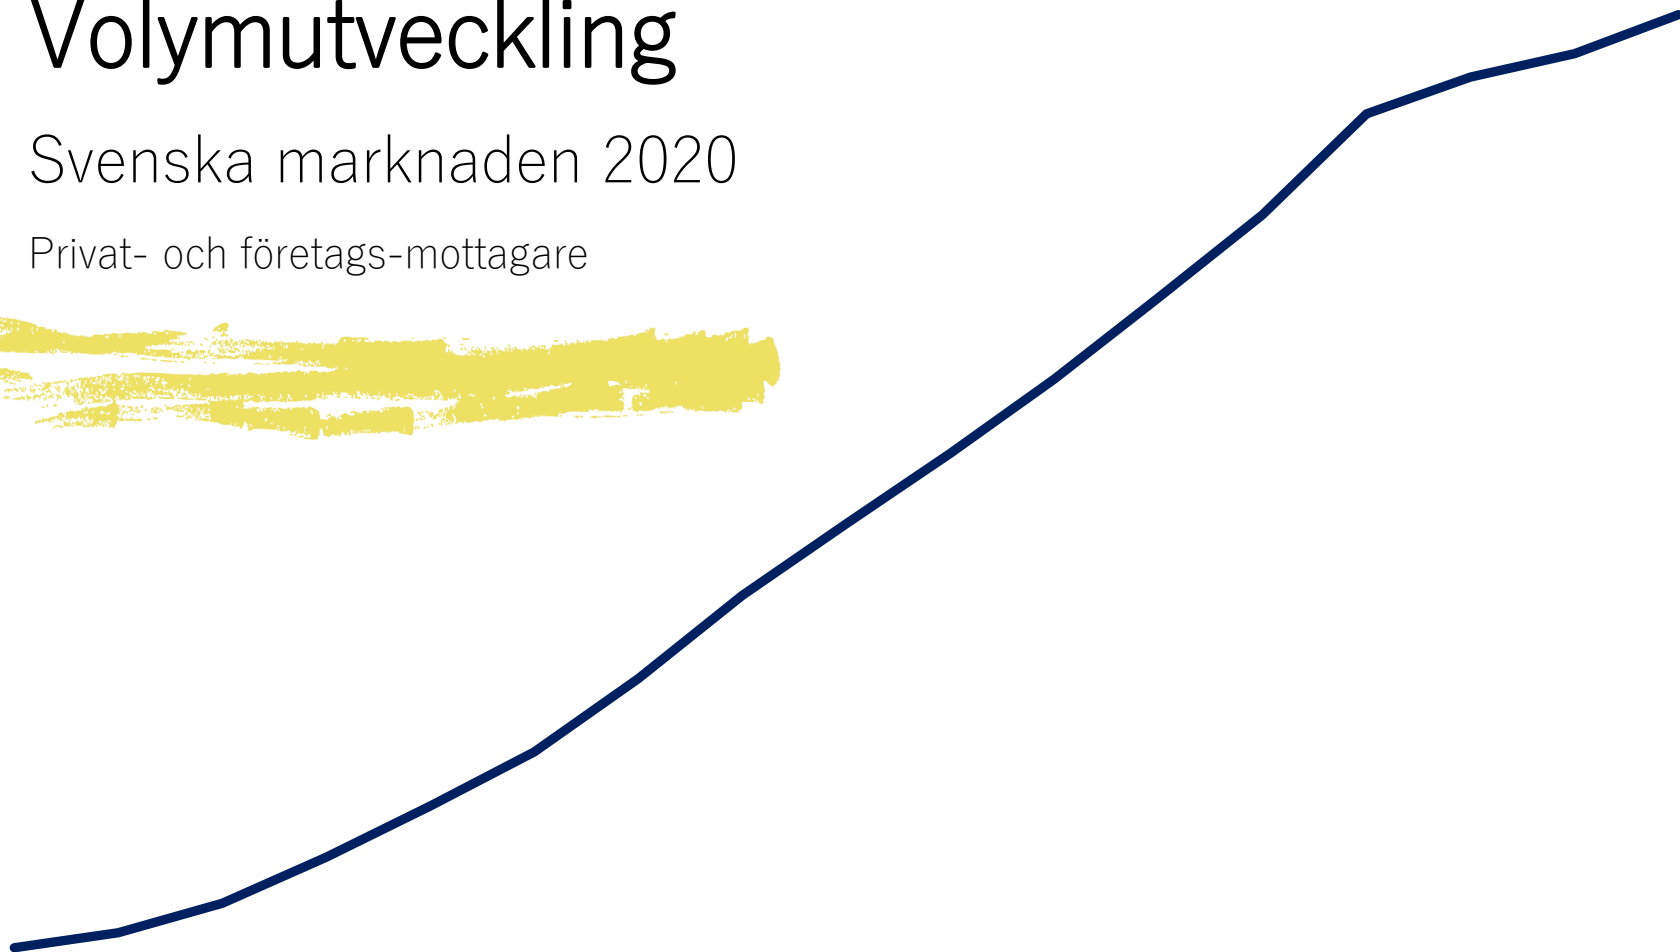 Volymutveckling
Svenska marknaden 2020
Privat- och företags-mottagare